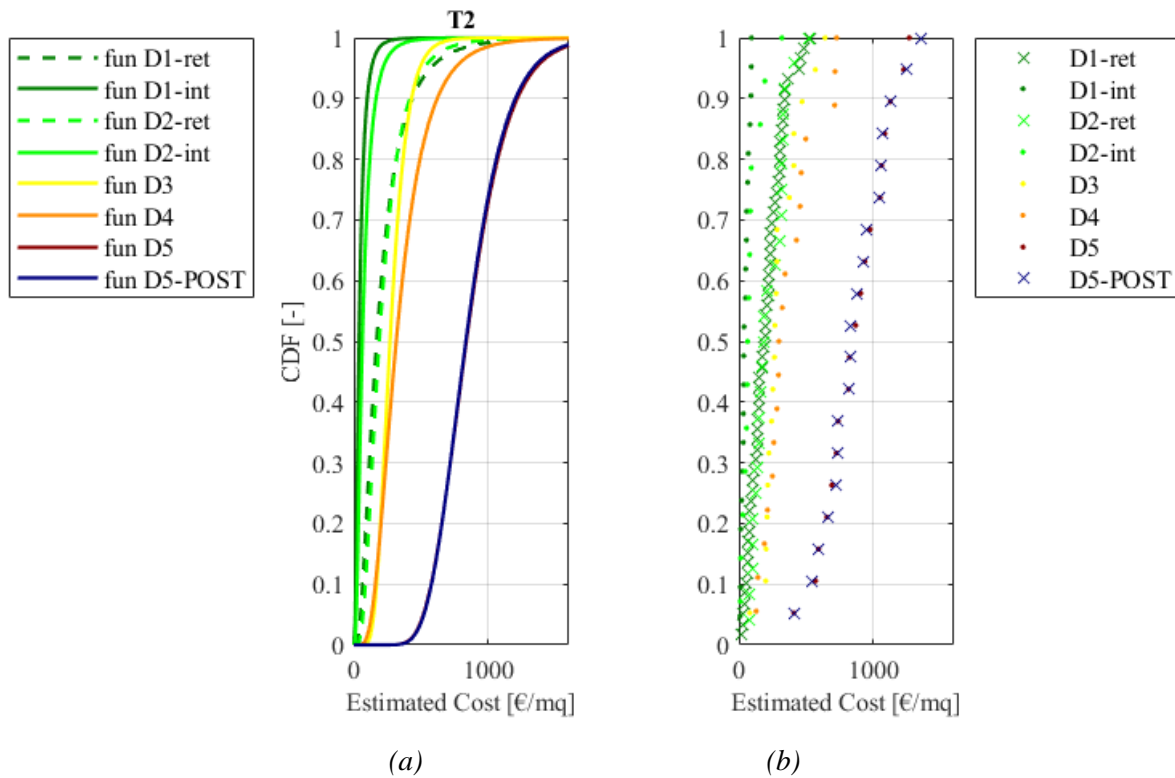 T2
fun D1-ret
fun D1-int
fun D2-ret
fun D2-int
fun D3
fun D4
fun D5
fun D5-POST
CDF [-]
1
0.9
0.8
0.7
0.6
0.5
0.4
0.3
0.2
0.1
0
0
1000
Estimated Cost [€/mq]
(a)
1
0.9
0.8
0.7
0.6
0.5
0.4
0.3
0.2
0.1
0
0
1000
Estimated Cost [€/mq]
(b)
D1-ret
D1-int
D2-ret
D2-int
D3
D4
D5
D5-POST